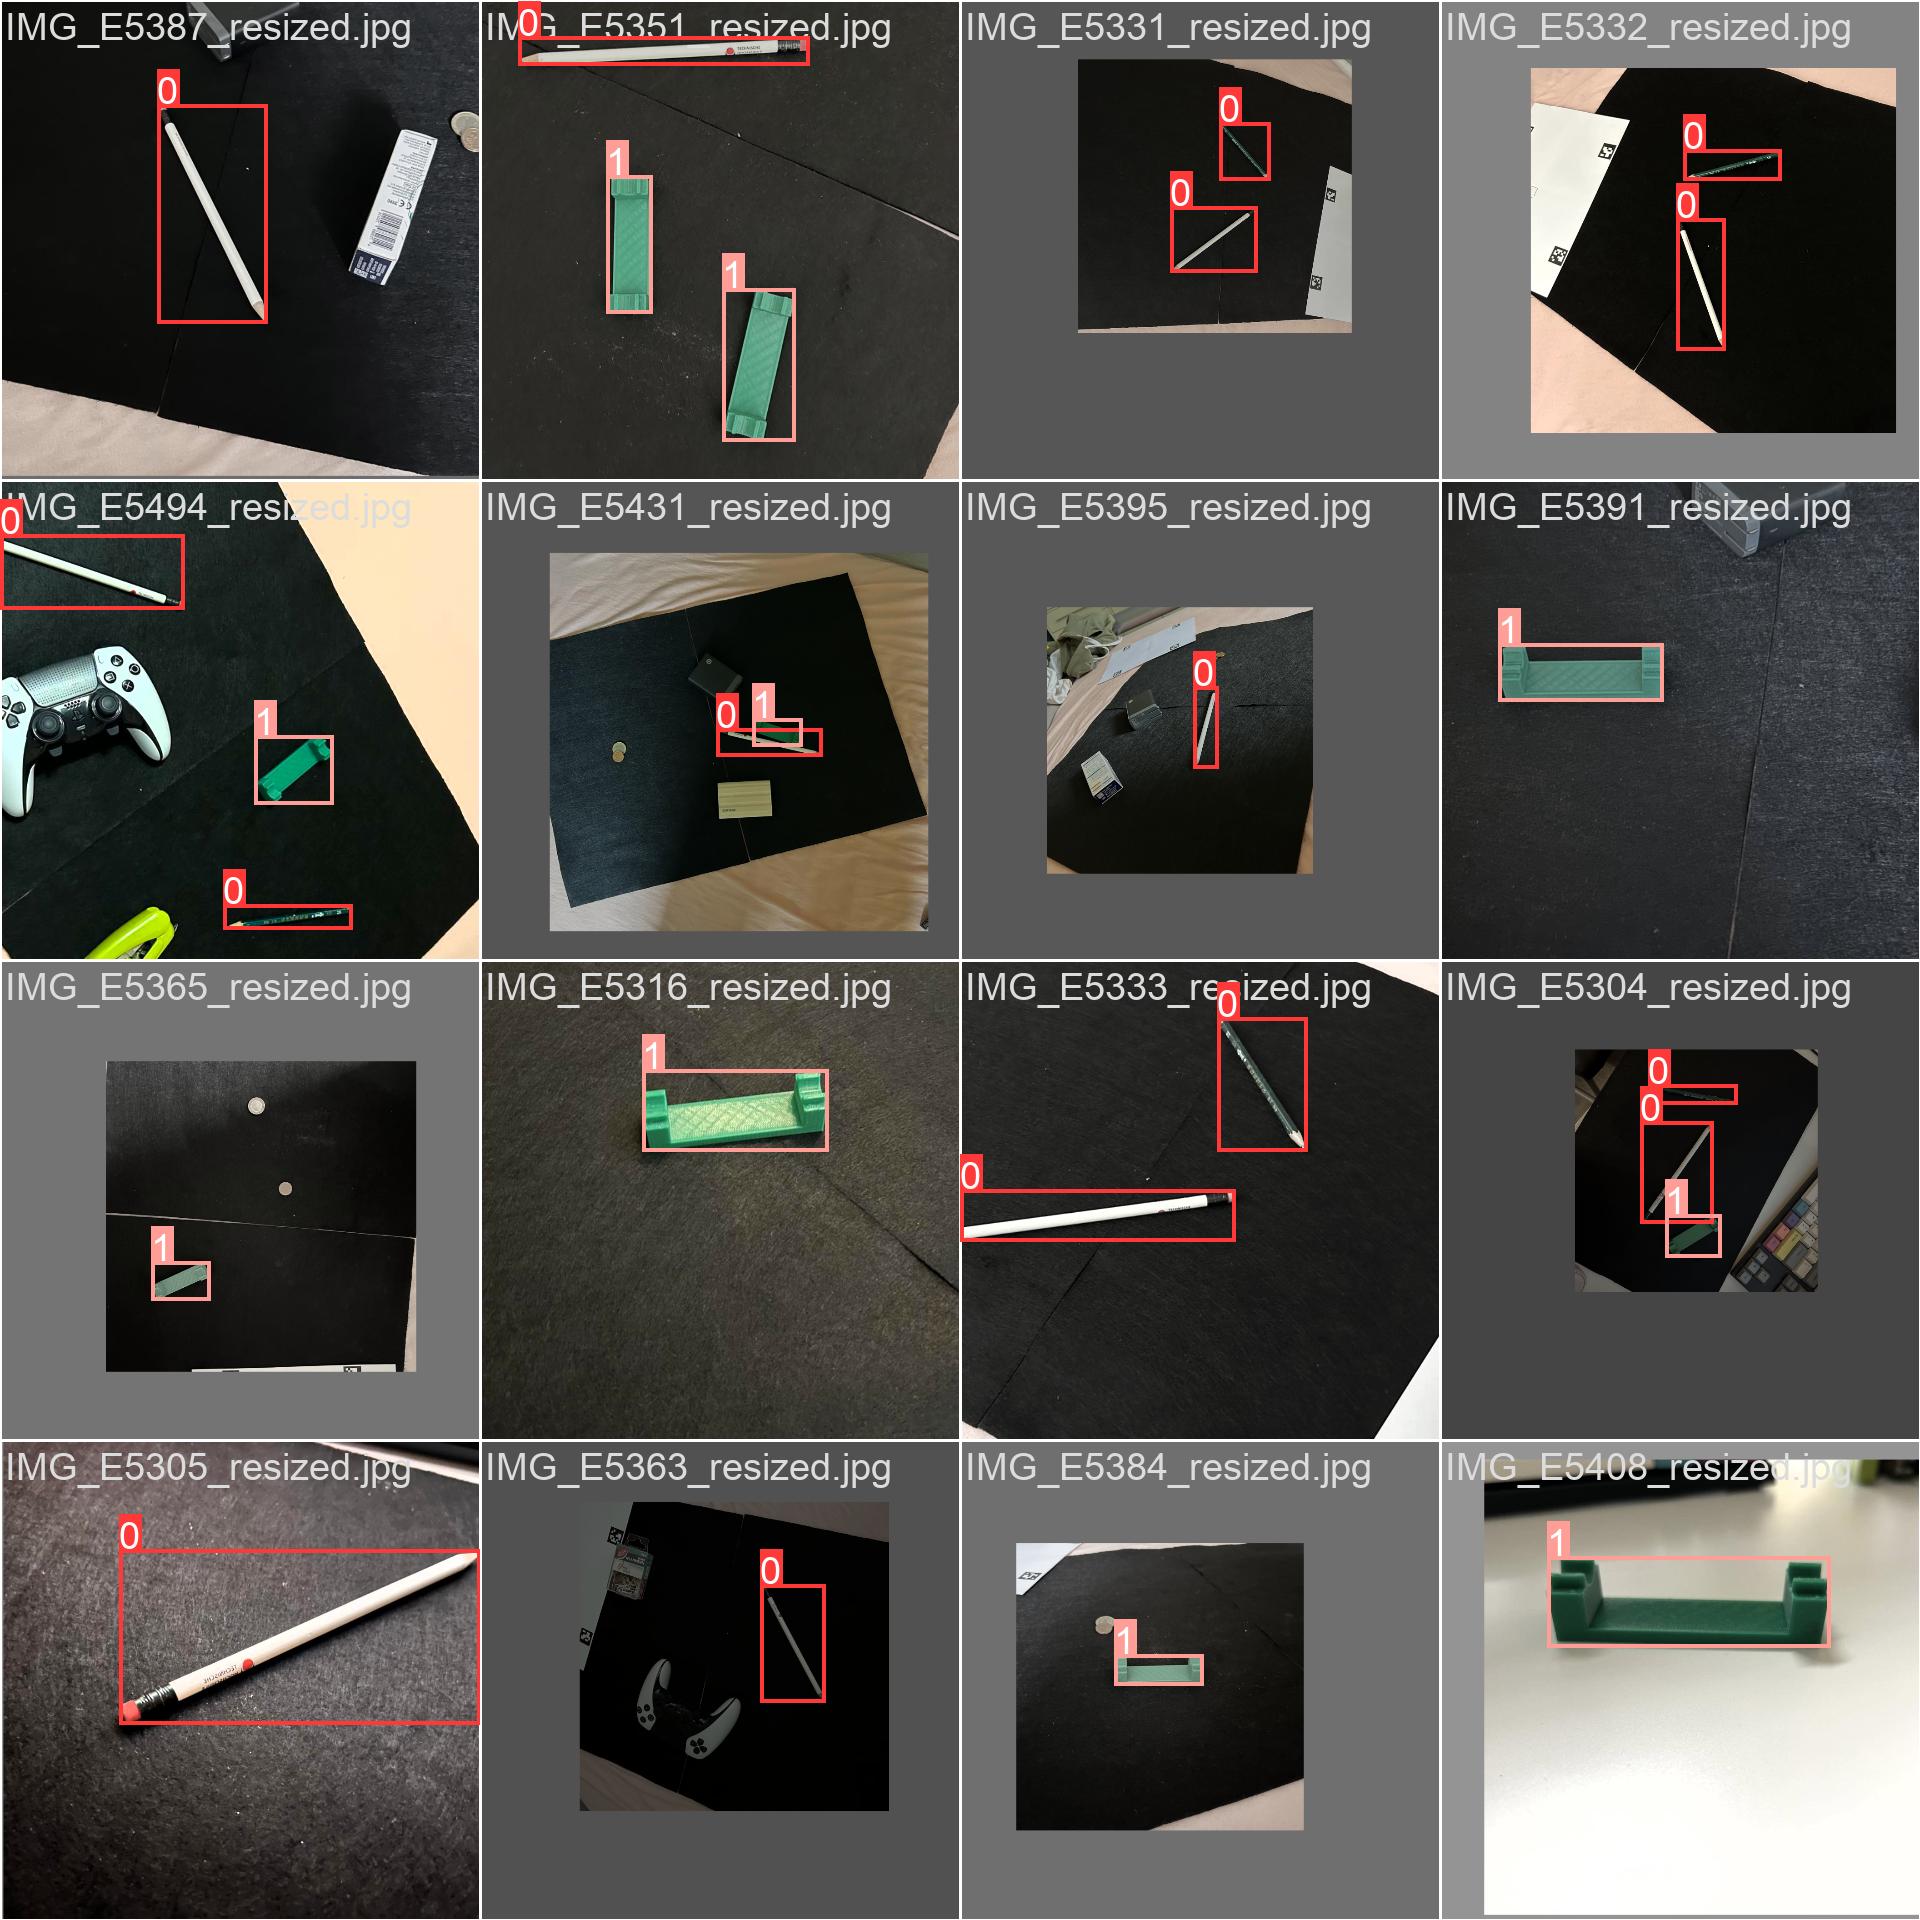 IMG_E5387_resized.jpg
0
IMG_E5351_resized.jpg
0
1
1
IMG_E5331_resized.jpg
0
0
IMG_E5332_resized.jpg
0
0
IMG_E5494_resized.jpg
0
1
0
IMG_E5431_resized.jpg
0
1
IMG_E5395_resized.jpg
0
IMG_E5391_resized.jpg
1
IMG_E5365_resized.jpg
1
IMG_E5316_resized.jpg
1
IMG_E5333_resized.jpg
0
0
IMG_E5304_resized.jpg
0
0
1
IMG_E5305_resized.jpg
0
IMG_E5363_resized.jpg
0
IMG_E5384_resized.jpg
1
IMG_E5408_resized.jpg
1